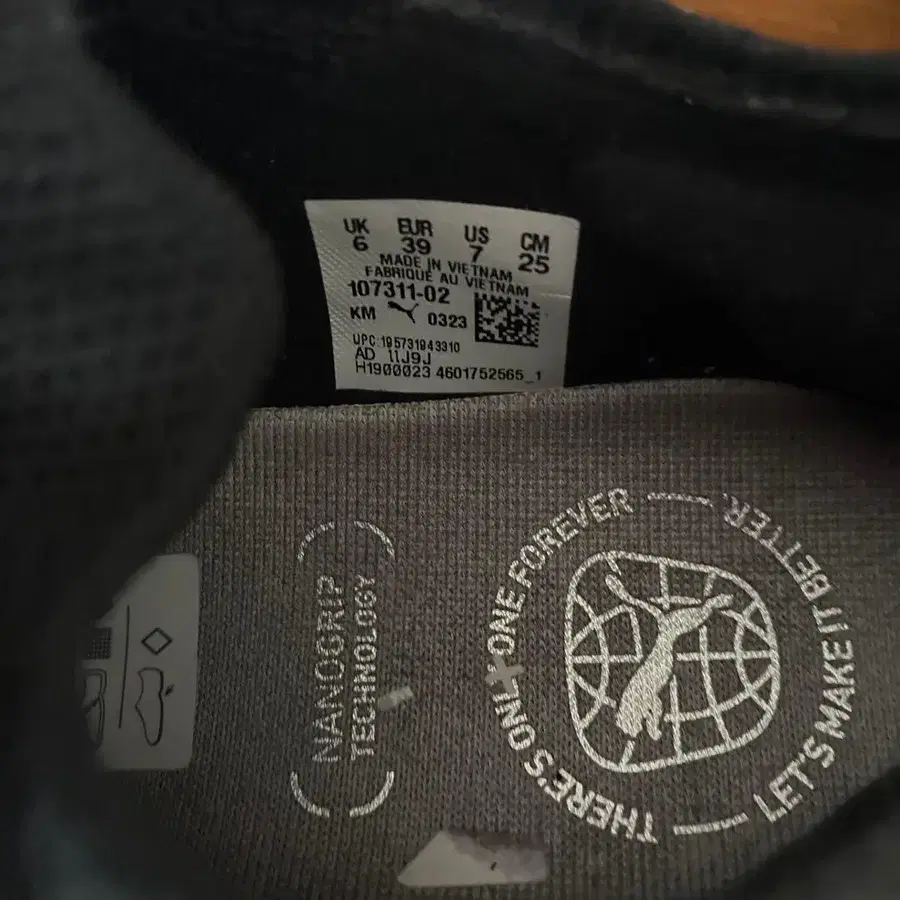 UK EUR US CM
6 39 7 25
MADE IN VIETNAM
FABRIQUÉ AU VIETNAM
107311-02
KM 0323
UPC:195731943310
AD 11J9J
H1900023 4601752565_1
NANOGRIP
TECHNOLOGY
THERE'S ONLY ONE FOREVER
LET'S MAKE IT BETTER.